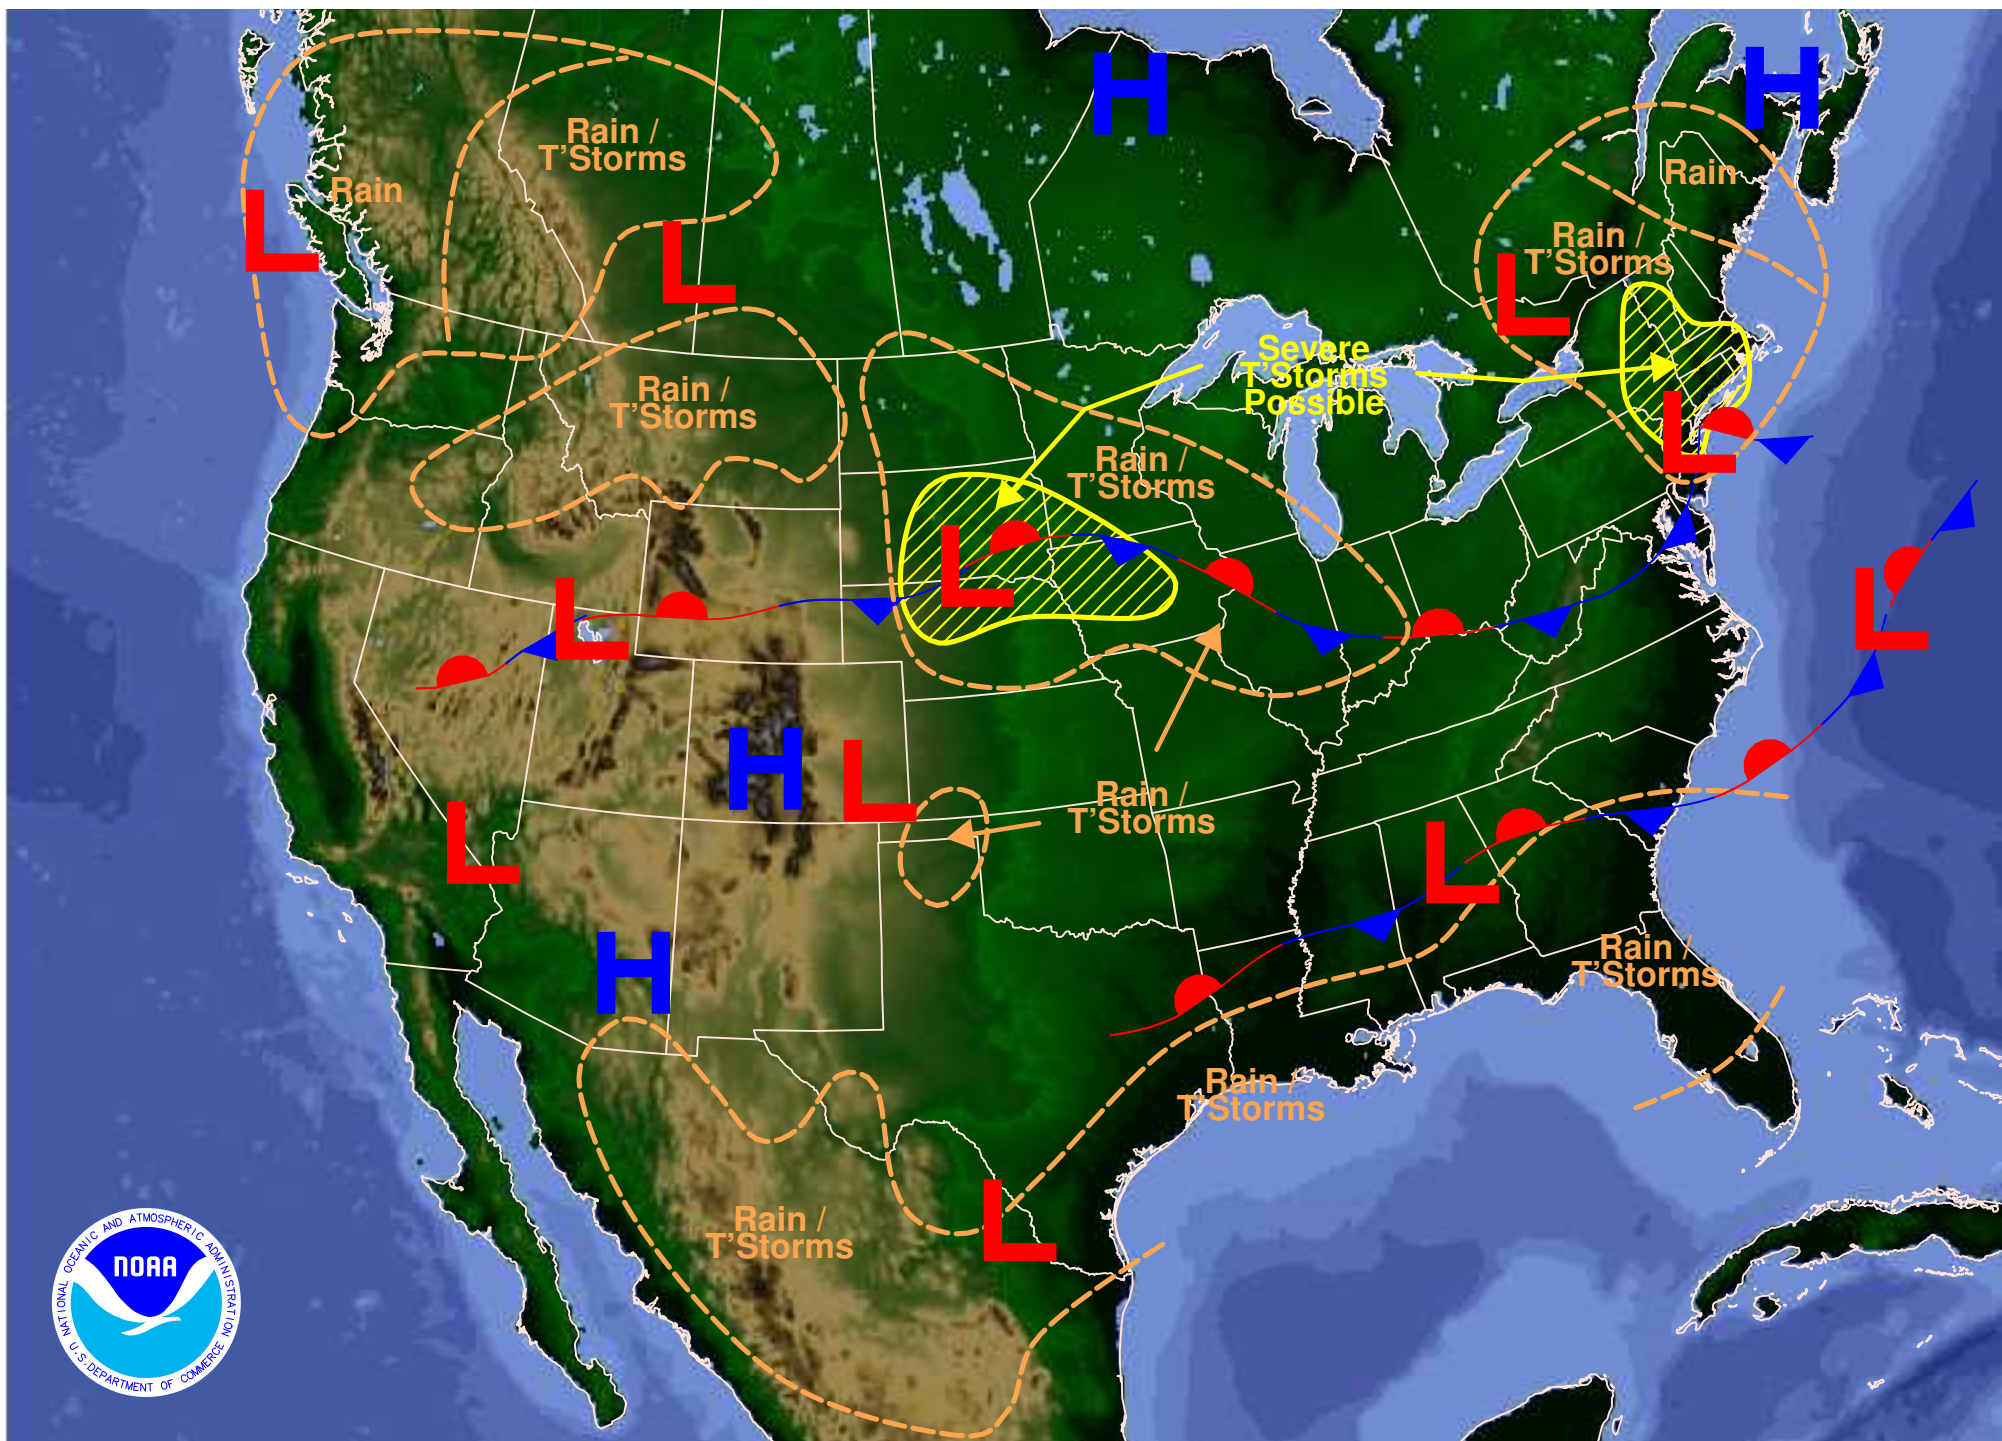 H
H
Rain /
T'Storms
Rain
Rain
L
L
Rain /
T'Storms
L
Severe
T'Storms
Possible
Rain /
T'Storms
L
Rain /
T'Storms
L
L
L
H
L
Rain /
T'Storms
L
L
H
Rain /
T'Storms
Rain /
T'Storms
L
Rain /
T'Storms
NATIONAL OCEANIC AND ATMOSPHERIC ADMINISTRATION
NOAA
U.S. DEPARTMENT OF COMMERCE